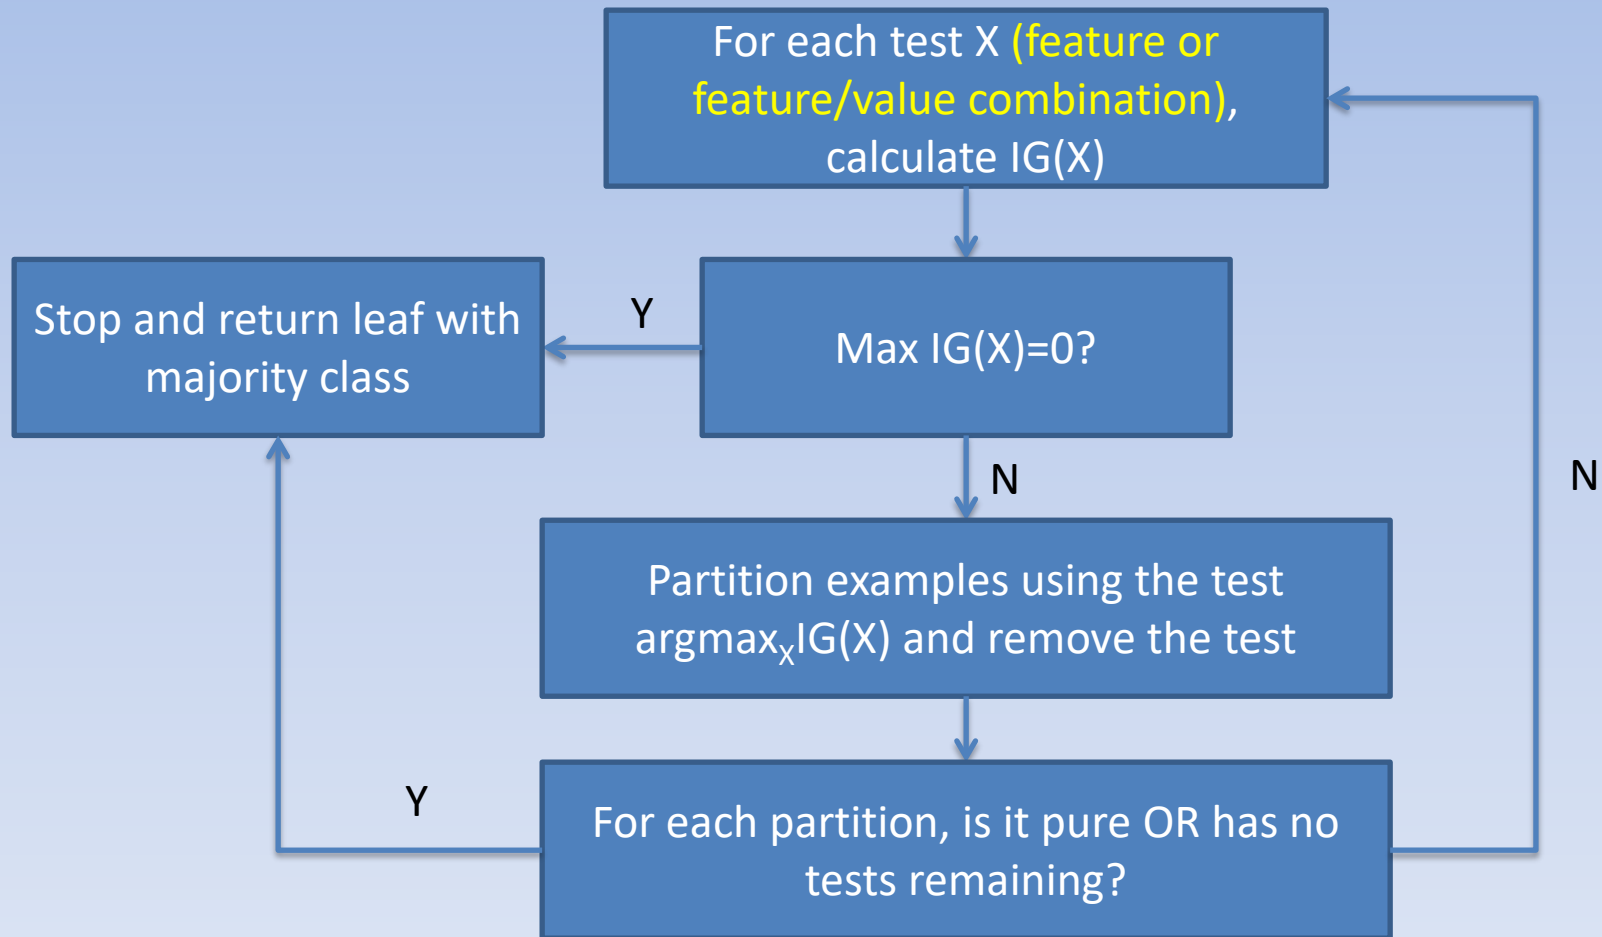 For each test X (feature or
feature/value combination),
calculate IG(X)
Stop and return leaf with
majority class
Y
Max IG(X)=0?
N
N
Partition examples using the test
argmaxXIG(X) and remove the test
Y
For each partition, is it pure OR has no
tests remaining?